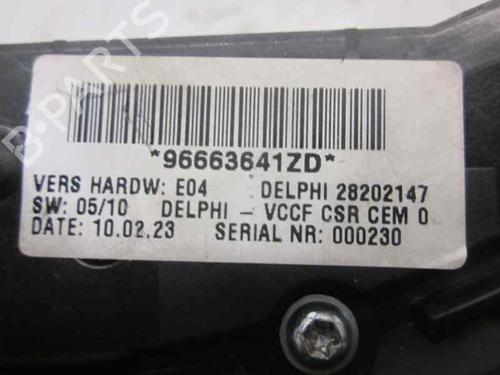 B-PARTS
*96663641ZD*
VERS HARDW: E04 DELPHI 28202147
SW: 05/10 DELPHI - VCCF CSR CEM 0
DATE: 10.02.23 SERIAL NR: 000230